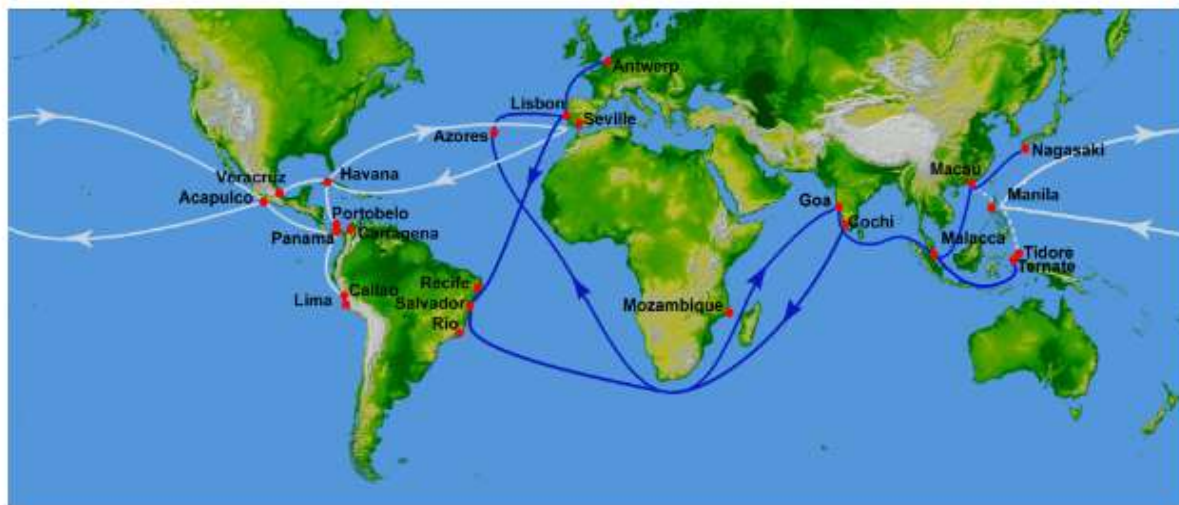 Antwerp
Lisbon
Seville
Azores
Nagasaki
Macau
Veracruz
Havana
Acapulco
Goa
Manila
Portobelo
Cochi
Panama
Cartagena
Malacca
Tidore
Ternate
Recife
Callao
Lima
Salvador
Mozambique
Rio